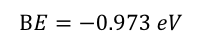 BE = −0.973 eV